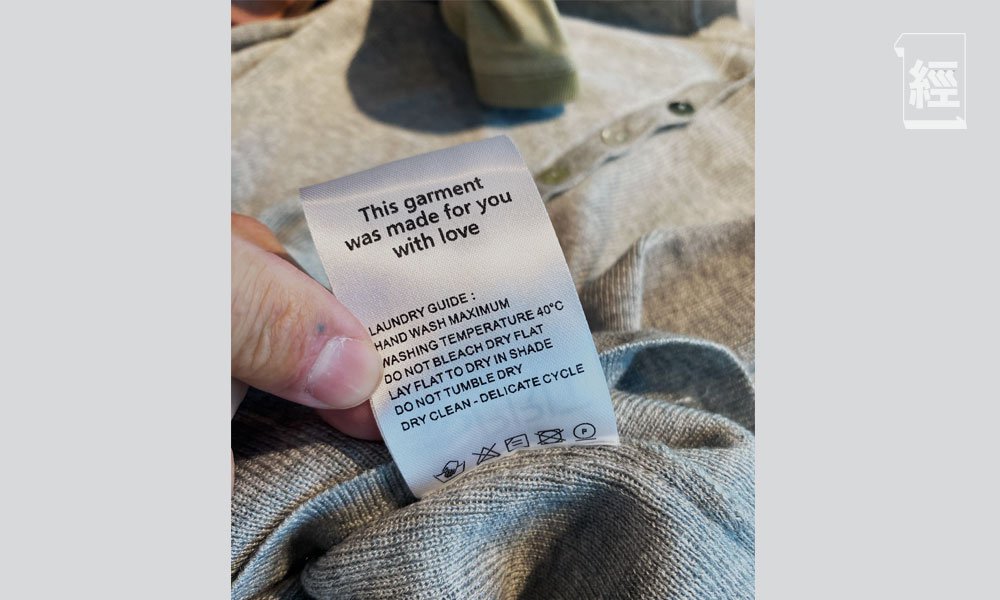 This garment
was made for you
with love
LAUNDRY GUIDE :
HAND WASH MAXIMUM
WASHING TEMPERATURE 40°C
DO NOT BLEACH DRY FLAT
LAY FLAT TO DRY IN SHADE
DO NOT TUMBLE DRY
DRY CLEAN - DELICATE CYCLE
P
經